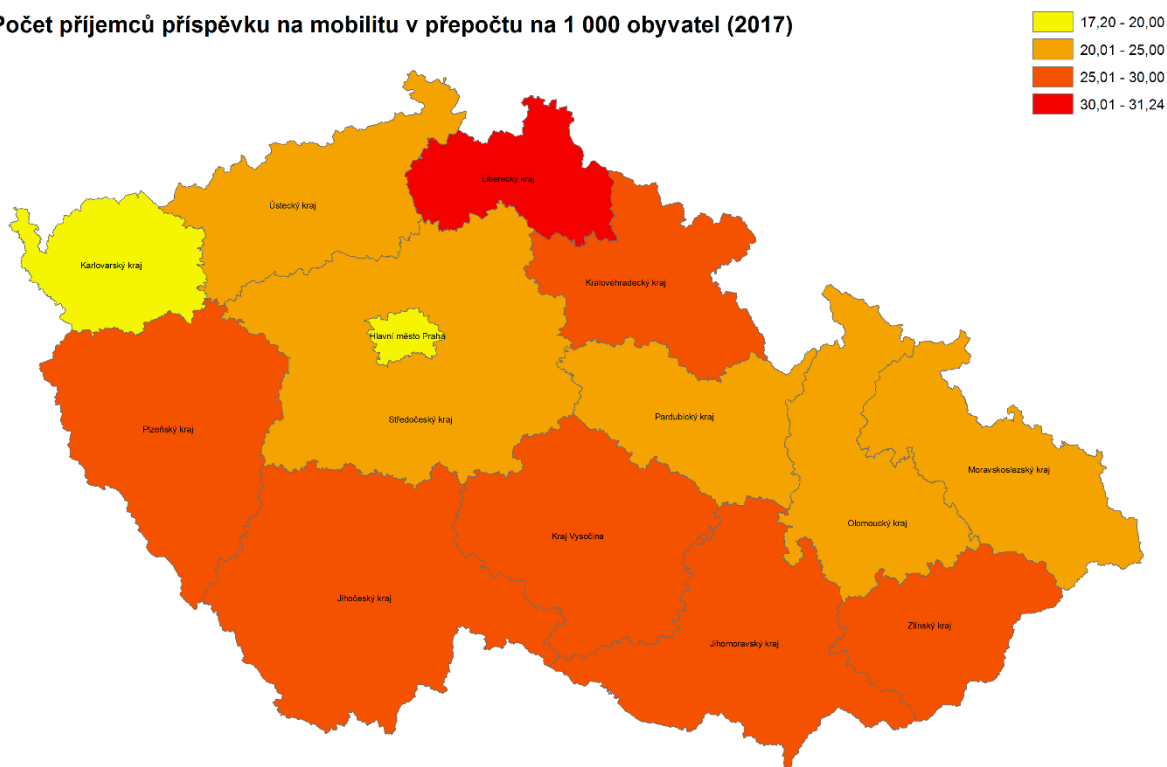 Počet příjemců příspěvku na mobilitu v přepočtu na 1 000 obyvatel (2017)
17,20 - 20,00
20,01 - 25,00
25,01 - 30,00
30,01 - 31,24
Liberecký kraj
Ústecký kraj
Karlovarský kraj
Královéhradecký kraj
Hlavní město Praha
Středočeský kraj
Pardubický kraj
Plzeňský kraj
Moravskoslezský kraj
Olomoucký kraj
Kraj Vysočina
Jihočeský kraj
Zlínský kraj
Jihomoravský kraj